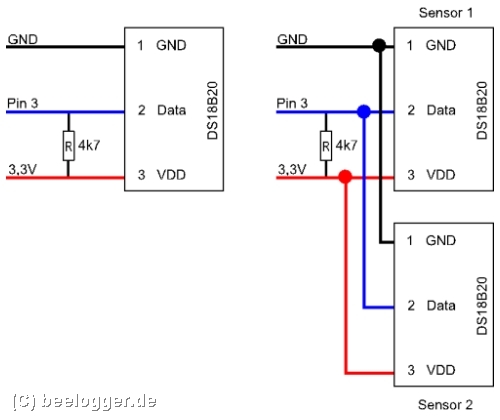 GND
1 GND
Pin 3
2 Data
R 4k7
3,3V
3 VDD
DS18B20
Sensor 1
GND
1 GND
Pin 3
2 Data
R 4k7
3,3V
3 VDD
DS18B20
1 GND
2 Data
3 VDD
DS18B20
Sensor 2
(C) beelogger.de